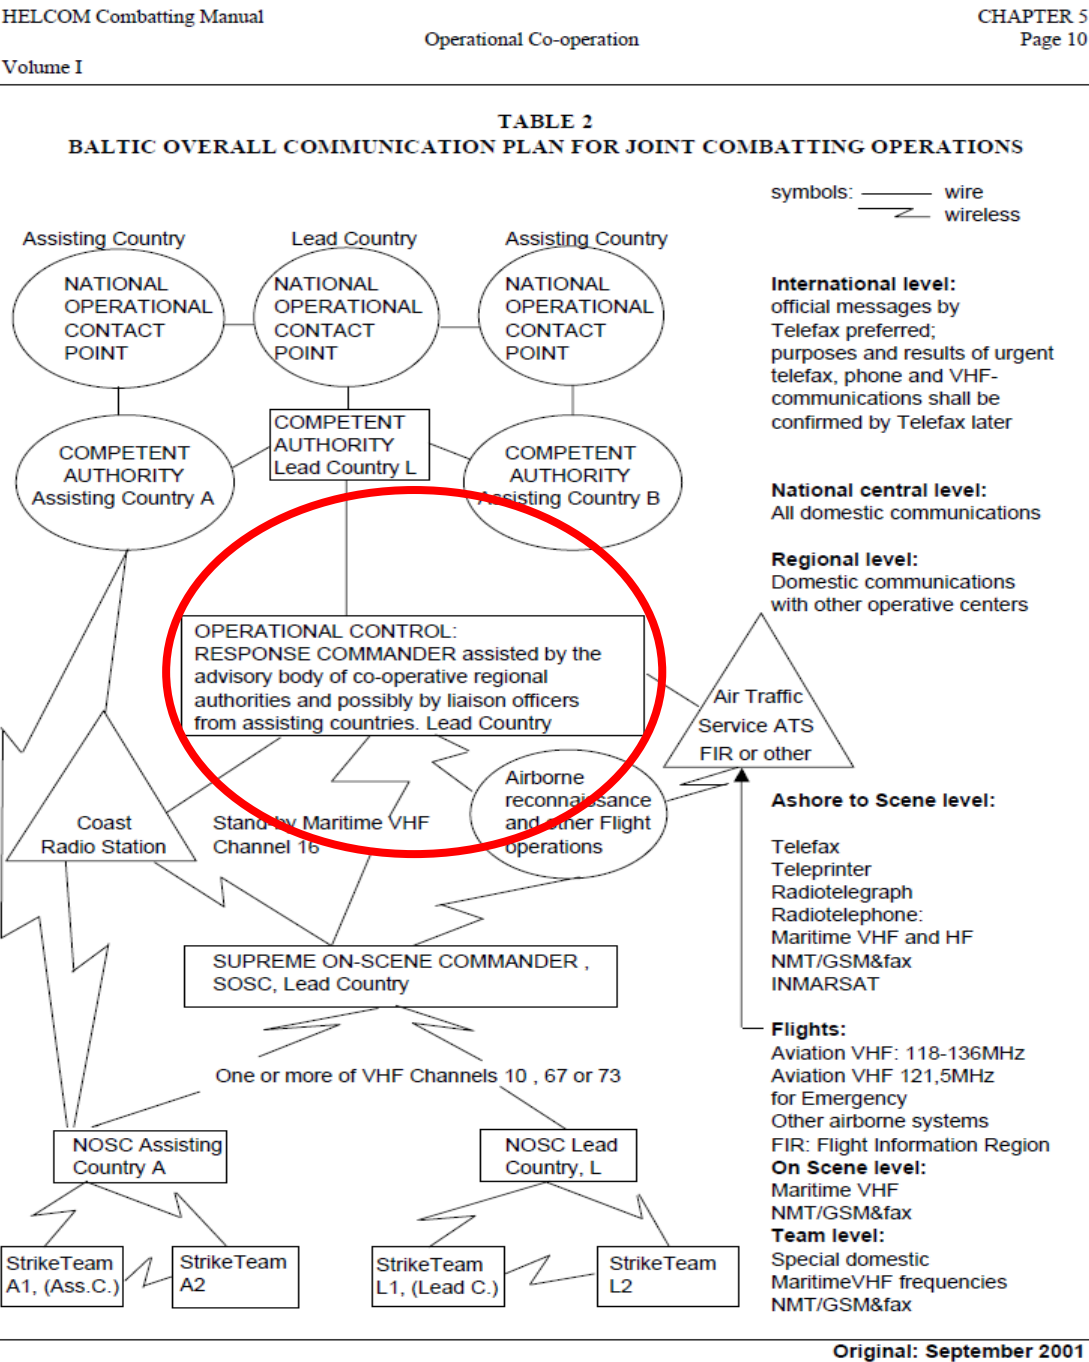 HELCOM Combatting Manual
CHAPTER 5
Operational Co-operation
Page 10
Volume I
TABLE 2
BALTIC OVERALL COMMUNICATION PLAN FOR JOINT COMBATTING OPERATIONS
symbols: wire
wireless
Assisting Country
Lead Country
Assisting Country
NATIONAL
OPERATIONAL
CONTACT
POINT
NATIONAL
OPERATIONAL
CONTACT
POINT
NATIONAL
OPERATIONAL
CONTACT
POINT
International level:
official messages by
Telefax preferred;
purposes and results of urgent
telefax, phone and VHF-
communications shall be
confirmed by Telefax later
COMPETENT
AUTHORITY
Assisting Country A
COMPETENT
AUTHORITY
Lead Country L
COMPETENT
AUTHORITY
Assisting Country B
National central level:
All domestic communications
Regional level:
Domestic communications
with other operative centers
OPERATIONAL CONTROL:
RESPONSE COMMANDER assisted by the
advisory body of co-operative regional
authorities and possibly by liaison officers
from assisting countries. Lead Country
Air Traffic
Service ATS
FIR or other
Airborne
reconnaissance
and other Flight
operations
Coast
Radio Station
Stand-by Maritime VHF
Channel 16
Ashore to Scene level:
Telefax
Teleprinter
Radiotelegraph
Radiotelephone:
Maritime VHF and HF
NMT/GSM&fax
INMARSAT
SUPREME ON-SCENE COMMANDER ,
SOSC, Lead Country
Flights:
Aviation VHF: 118-136MHz
Aviation VHF 121,5MHz
for Emergency
Other airborne systems
FIR: Flight Information Region
One or more of VHF Channels 10 , 67 or 73
NOSC Assisting
Country A
NOSC Lead
Country, L
On Scene level:
Maritime VHF
NMT/GSM&fax
Team level:
Special domestic
MaritimeVHF frequencies
NMT/GSM&fax
StrikeTeam
A1, (Ass.C.)
StrikeTeam
A2
StrikeTeam
L1, (Lead C.)
StrikeTeam
L2
Original: September 2001